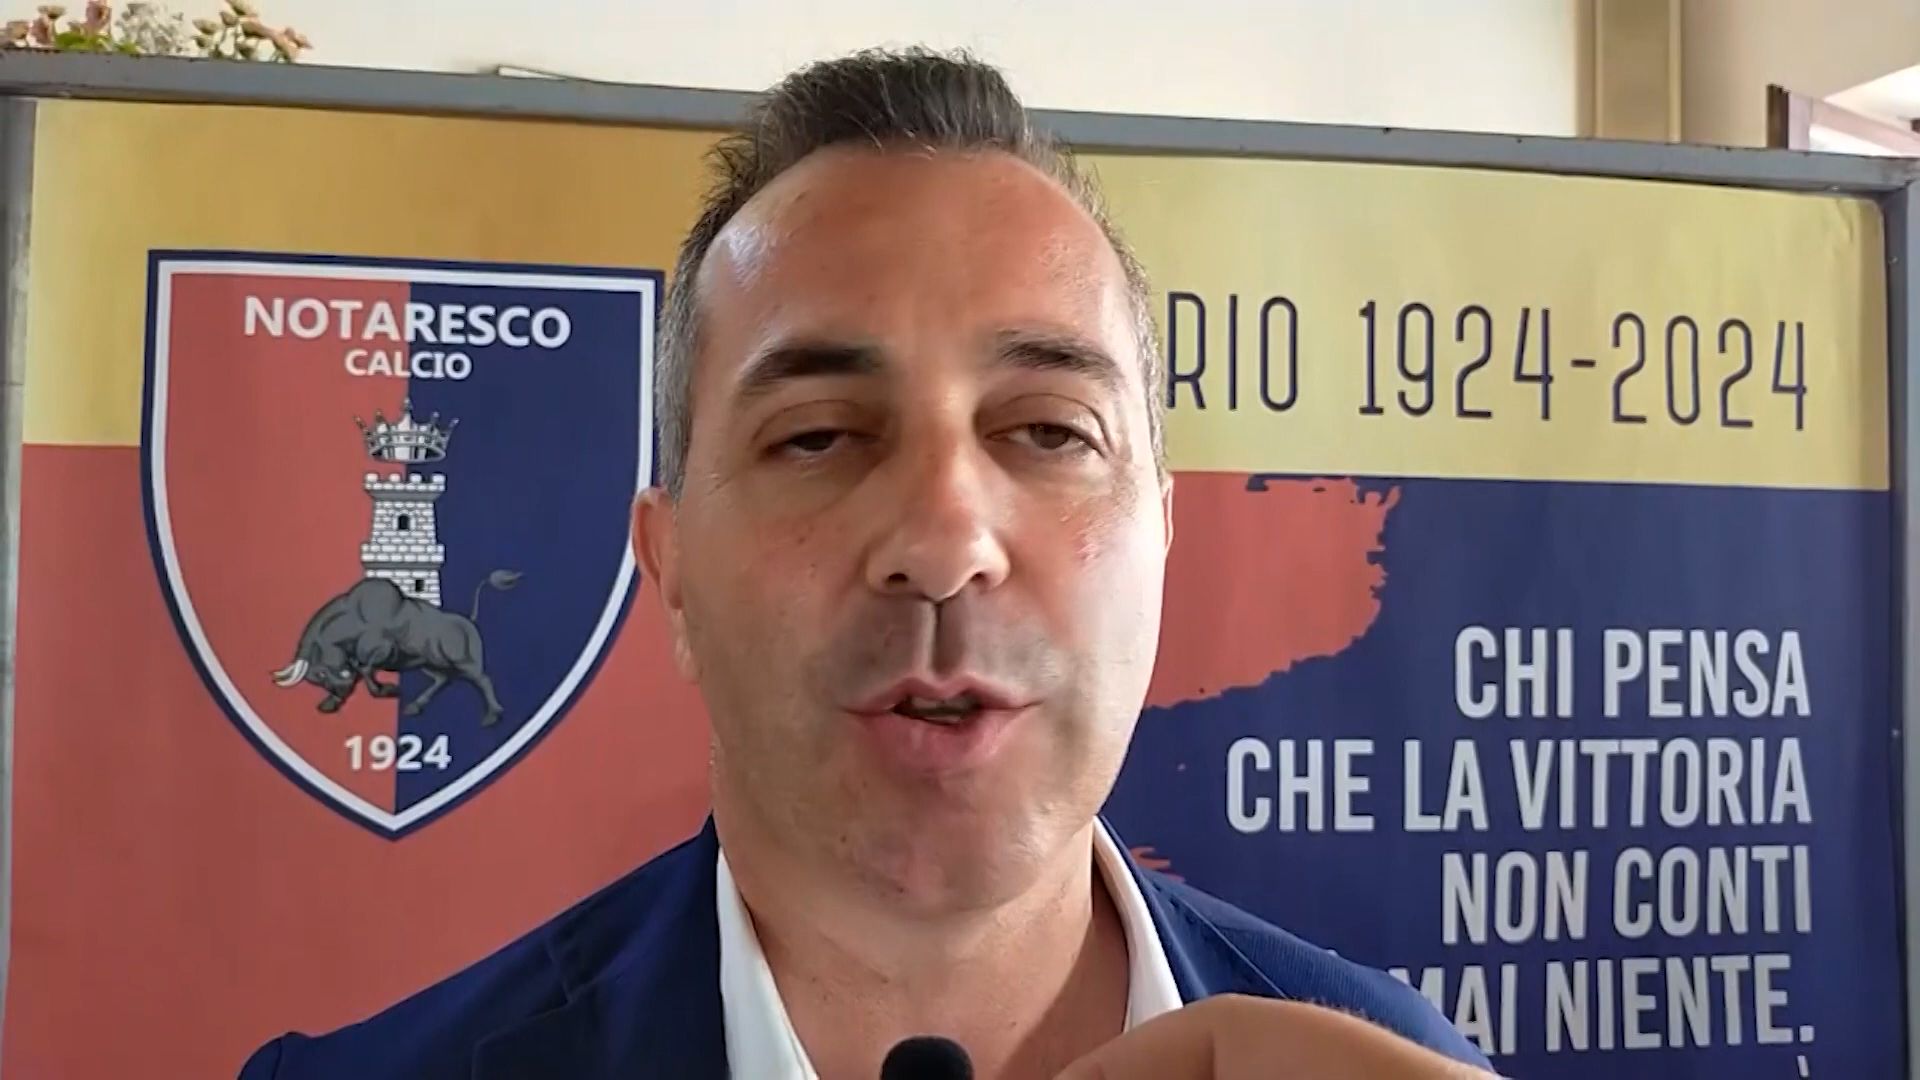 NOTARESCO
CALCIO
1924
RIO 1924-2024
CHI PENSA
CHE LA VITTORIA
NON CONTI
MAI NIENTE.